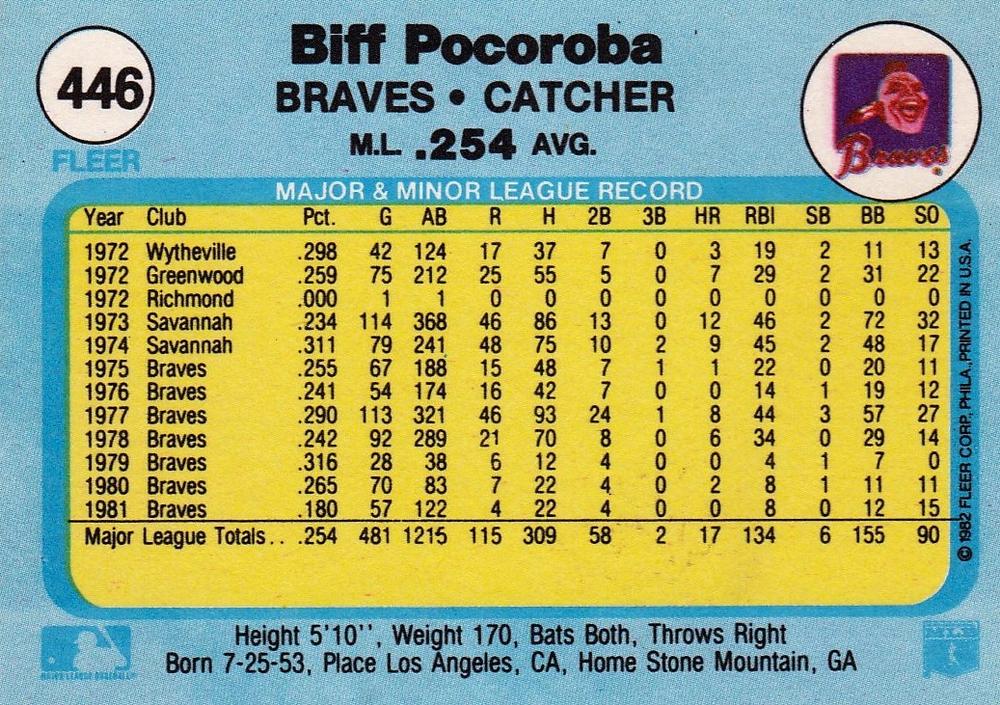 446
FLEER
Biff Pocoroba
BRAVES • CATCHER
M.L. .254 AVG.
Braves
MAJOR & MINOR LEAGUE RECORD
Year Club Pct. G AB R H 2B 3B HR RBI SB BB SO
1972 Wytheville .298 42 124 17 37 7 0 3 19 2 11 13
1972 Greenwood .259 75 212 25 55 5 0 7 29 2 31 22
1972 Richmond .000 1 1 0 0 0 0 0 0 0 0 0
1973 Savannah .234 114 368 46 86 13 0 12 46 2 72 32
1974 Savannah .311 79 241 48 75 10 2 9 45 2 48 17
1975 Braves .255 67 188 15 48 7 1 1 22 0 20 11
1976 Braves .241 54 174 16 42 7 0 0 14 1 19 12
1977 Braves .290 113 321 46 93 24 1 8 44 3 57 27
1978 Braves .242 92 289 21 70 8 0 6 34 0 29 14
1979 Braves .316 28 38 6 12 4 0 0 4 1 7 0
1980 Braves .265 70 83 7 22 4 0 2 8 1 11 11
1981 Braves .180 57 122 4 22 4 0 0 8 0 12 15
Major League Totals.. .254 481 1215 115 309 58 2 17 134 6 155 90
© 1982 FLEER CORP., PHILA., PRINTED IN U.S.A.
Height 5'10'', Weight 170, Bats Both, Throws Right
Born 7-25-53, Place Los Angeles, CA, Home Stone Mountain, GA
MAJOR LEAGUE BASEBALL